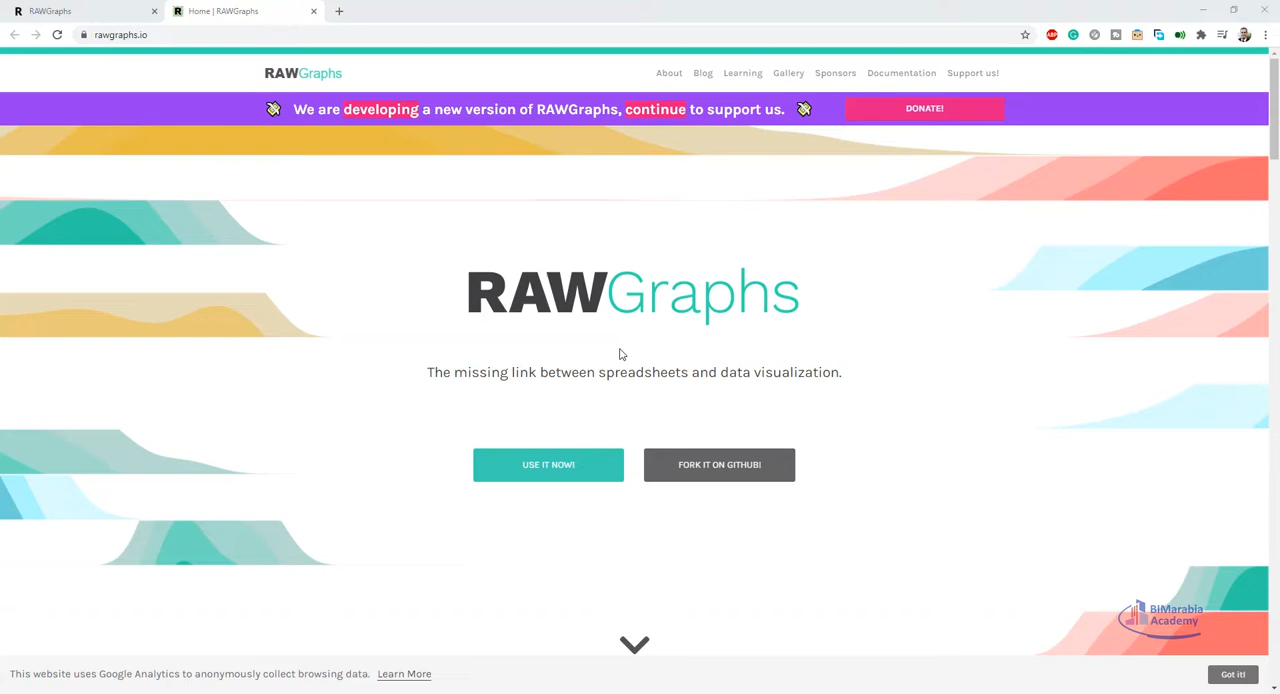 RAWGraphs
Home | RAWGraphs
rawgraphs.io
RAWGraphs
About Blog Learning Gallery Sponsors Documentation Support us!
We are developing a new version of RAWGraphs, continue to support us.
DONATE!
RAWGraphs
The missing link between spreadsheets and data visualization.
USE IT NOW!
FORK IT ON GITHUB!
BIMarabia
Academy
This website uses Google Analytics to anonymously collect browsing data. Learn More
Got it!